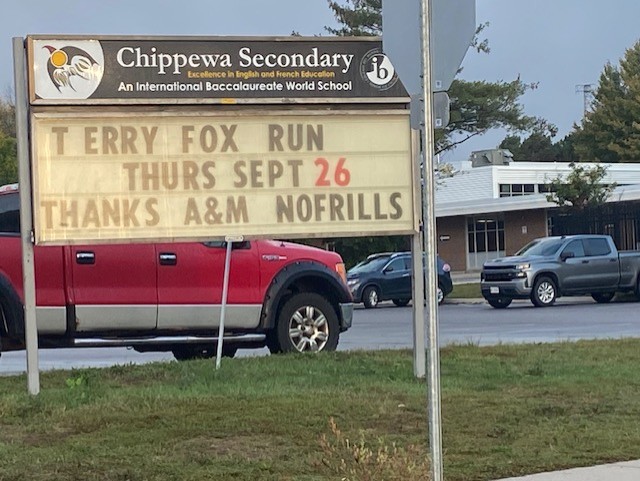 Chippewa Secondary
Excellence in English and French Education
An International Baccalaureate World School
ib
T ERRY FOX RUN
THURS SEPT 26
THANKS A&M NOFRILLS